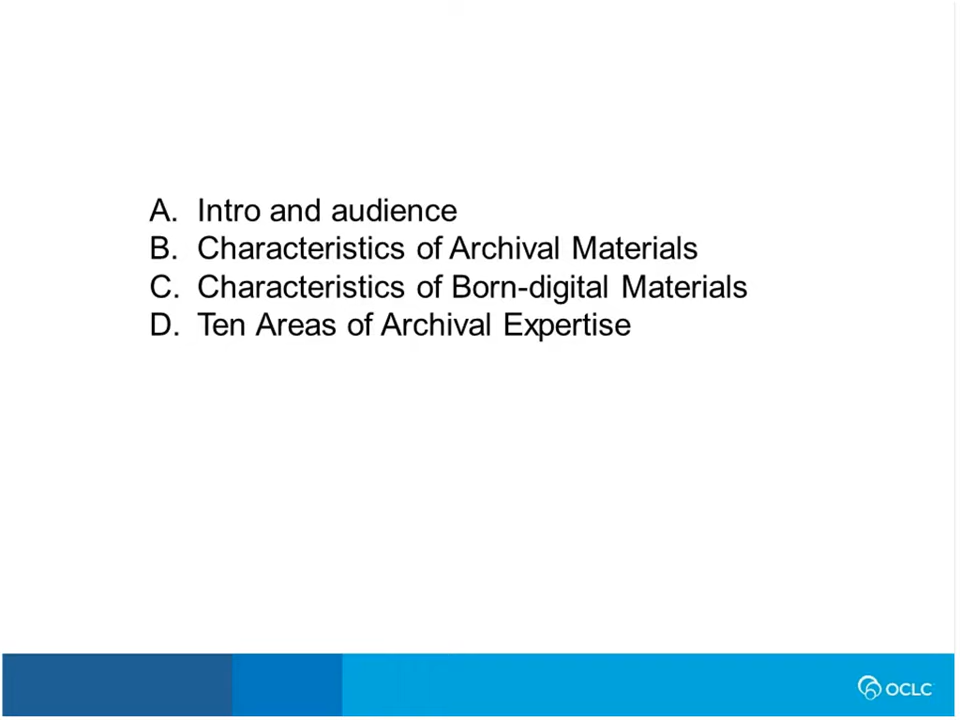 A. Intro and audience
B. Characteristics of Archival Materials
C. Characteristics of Born-digital Materials
D. Ten Areas of Archival Expertise
OCLC